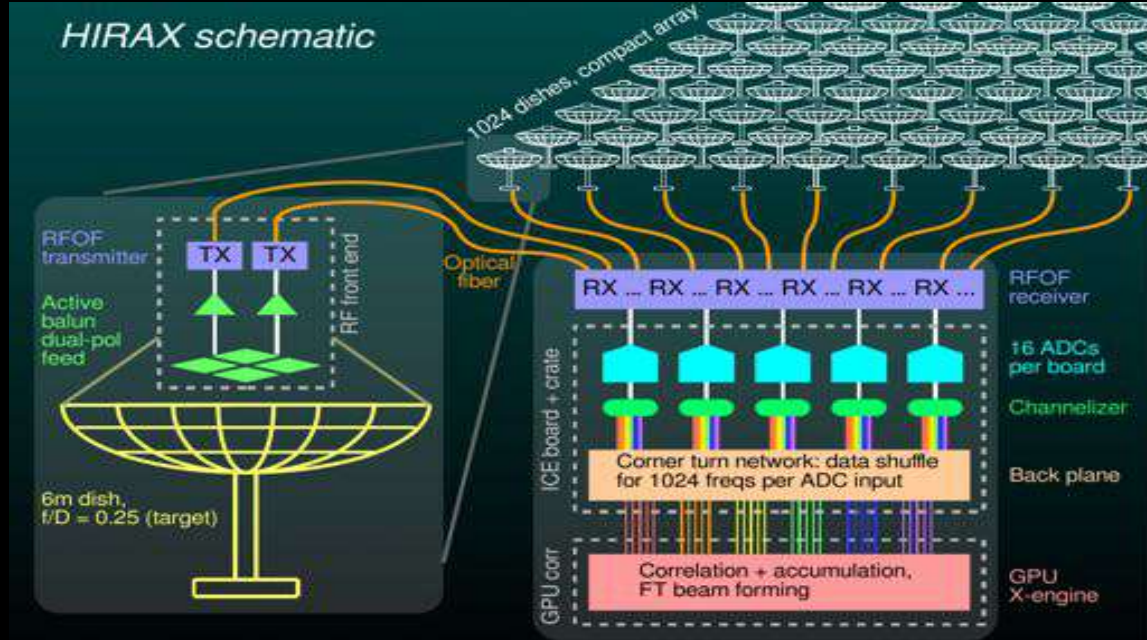 HIRAX schematic
1024 dishes, compact array
RFOF
transmitter
TX
TX
RF front end
Optical
fiber
Active
balun
dual-pol
feed
6m dish,
f/D = 0.25 (target)
RX ... RX ... RX ... RX ... RX ...
RFOF
receiver
ICE board + crate
16 ADCs
per board
Channelizer
Corner turn network: data shuffle
for 1024 freqs per ADC input
Back plane
GPU corr
Correlation + accumulation,
FT beam forming
GPU
X-engine